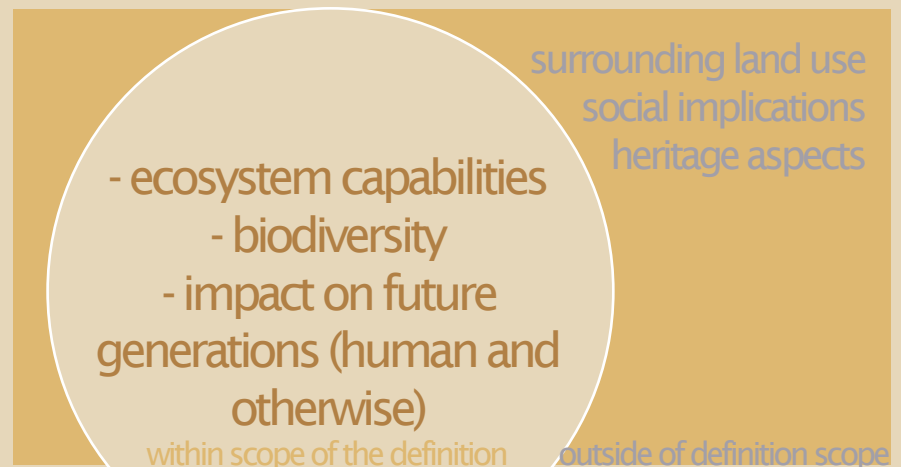 surrounding land use
social implications
heritage aspects
- ecosystem capabilities
- biodiversity
- impact on future
generations (human and
otherwise)
within scope of the definition
outside of definition scope